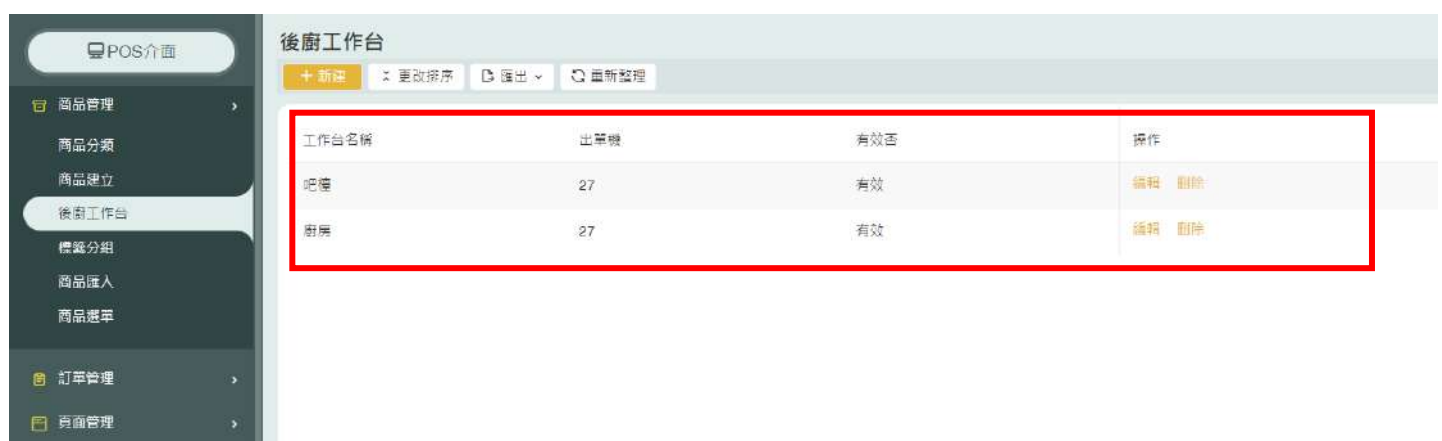 POS介面
商品管理
商品分類
商品建立
後廚工作台
標籤分組
商品匯入
商品選單
訂單管理
頁面管理
後廚工作台
新建 更改排序 匯出 重新整理
工作台名稱 出單機 有效否 操作
吧檯 27 有效 編輯 刪除
廚房 27 有效 編輯 刪除